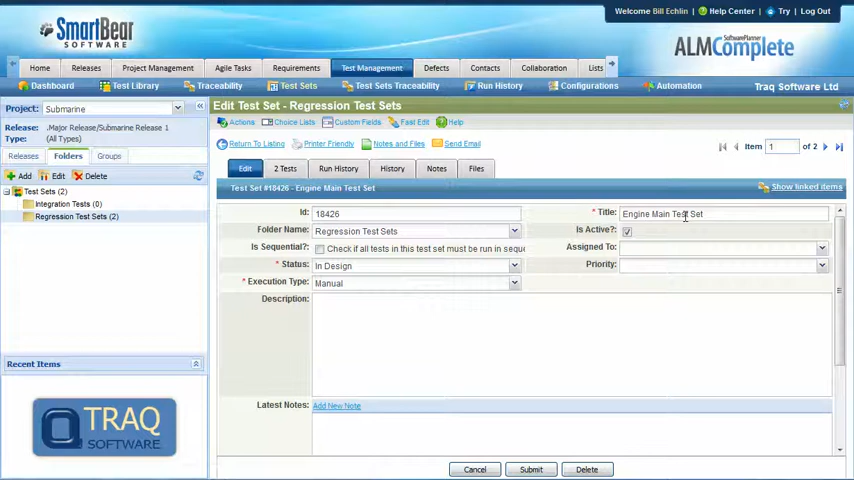 Welcome Bill Echlin | Help Center | Try | Log Out
SmartBear
SOFTWARE
SOFTWAREPLANNER
ALMComplete
Home Releases Project Management Agile Tasks Requirements Test Management Defects Contacts Collaboration Lists
Dashboard Test Library Traceability Test Sets Test Sets Traceability Run History Configurations Automation Traq Software Ltd
Project: Submarine
Edit Test Set - Regression Test Sets
Release: .Major Release/Submarine Release 1
Type: (All Types)
Actions Choice Lists Custom Fields Fast Edit Help
Return To Listing Printer Friendly Notes and Files Send Email
Item 1 of 2
Releases Folders Groups
Edit 2 Tests Run History History Notes Files
Add Edit Delete
Test Set #18426 - Engine Main Test Set
Show linked items
Test Sets (2)
Integration Tests (0)
Regression Test Sets (2)
Id: 18426
* Title: Engine Main Test Set
Folder Name: Regression Test Sets
Is Active?:
Is Sequential?: Check if all tests in this test set must be run in seque
Assigned To:
* Status: In Design
Priority:
* Execution Type: Manual
Description:
Recent Items
Latest Notes: Add New Note
TRAQ
SOFTWARE
Cancel Submit Delete